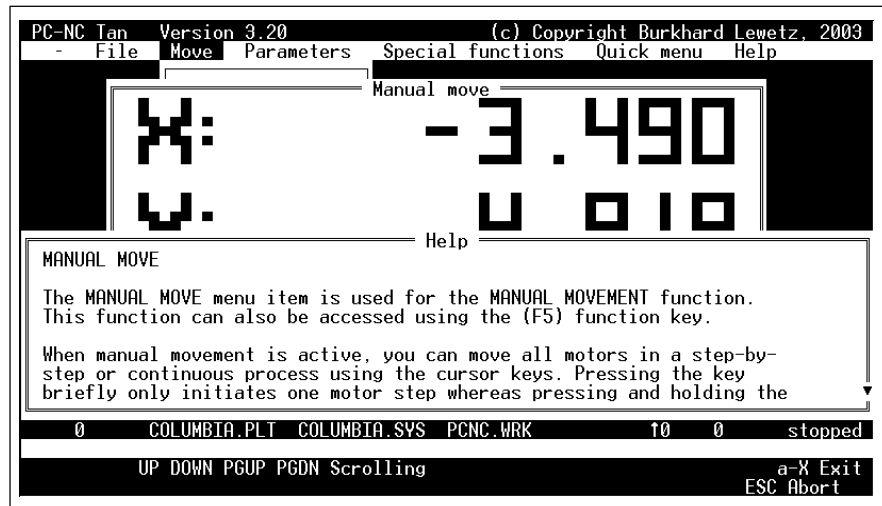 PC-NC Tan Version 3.20 (c) Copyright Burkhard Lewetz, 2003
- File Move Parameters Special functions Quick menu Help
Manual move
X: -3.490
Help
MANUAL MOVE
The MANUAL MOVE menu item is used for the MANUAL MOVEMENT function.
This function can also be accessed using the (F5) function key.
When manual movement is active, you can move all motors in a step-by-
step or continuous process using the cursor keys. Pressing the key
briefly only initiates one motor step whereas pressing and holding the
0 COLUMBIA.PLT COLUMBIA.SYS PCNC.WRK ↑0 0 stopped
UP DOWN PGUP PGDN Scrolling a-X Exit
ESC Abort